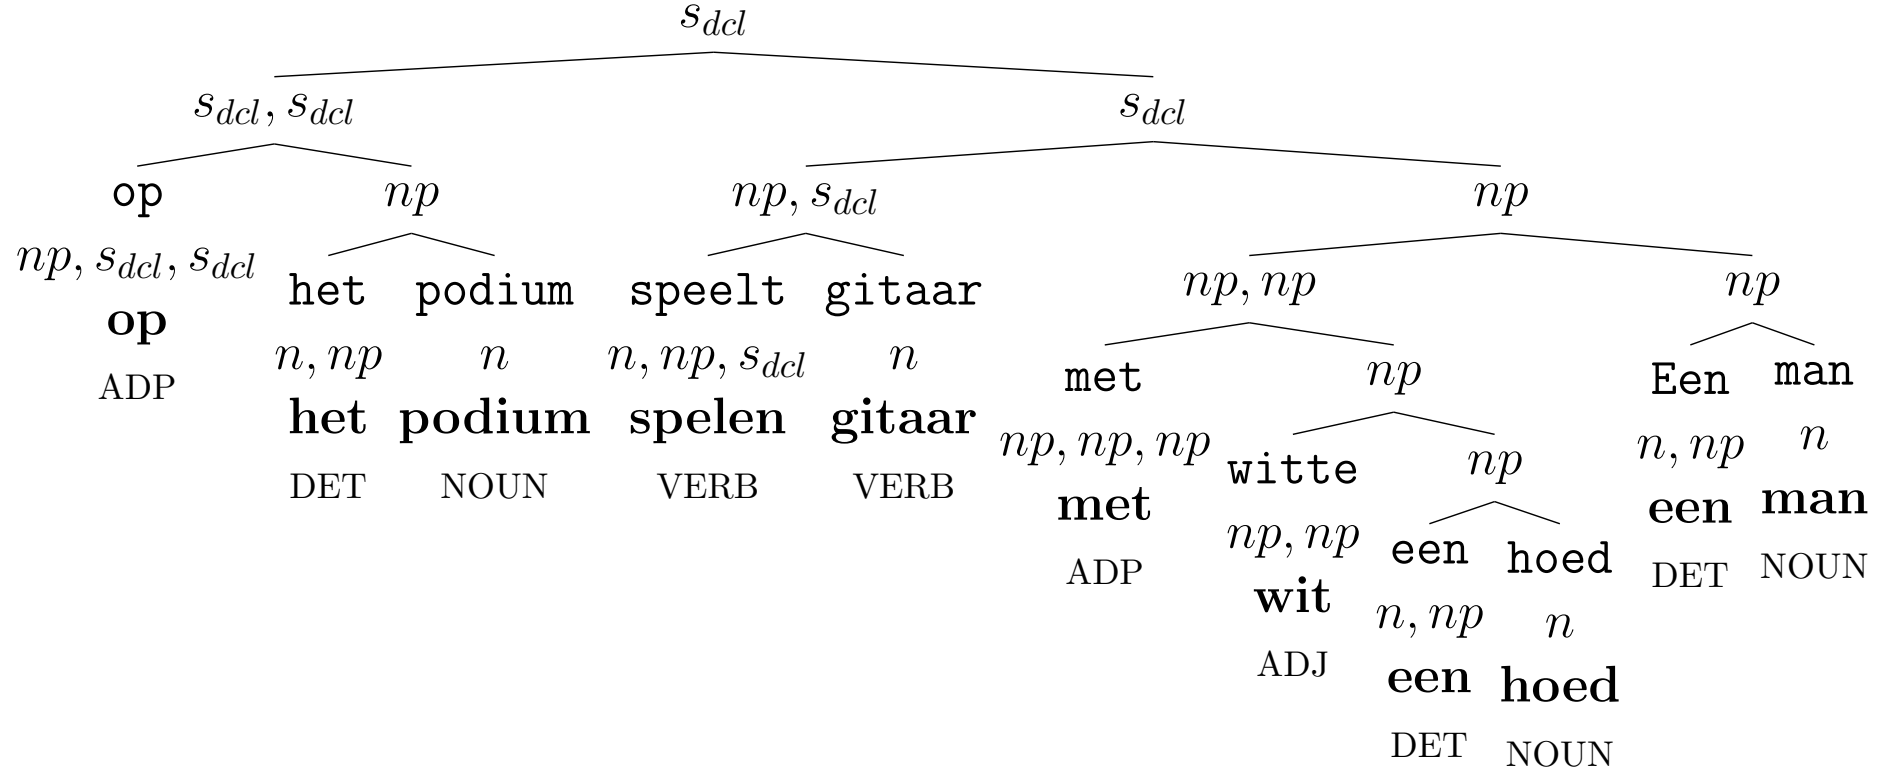 s_dcl
s_dcl, s_dcl s_dcl
op np np, s_dcl np
np, s_dcl, s_dcl het podium speelt gitaar np, np np
op n, np n n, np, s_dcl n met np Een man
ADP het podium spelen gitaar np, np, np witte np n, np n
DET NOUN VERB VERB met np, np een hoed een man
ADP wit n, np n DET NOUN
ADJ een hoed
DET NOUN